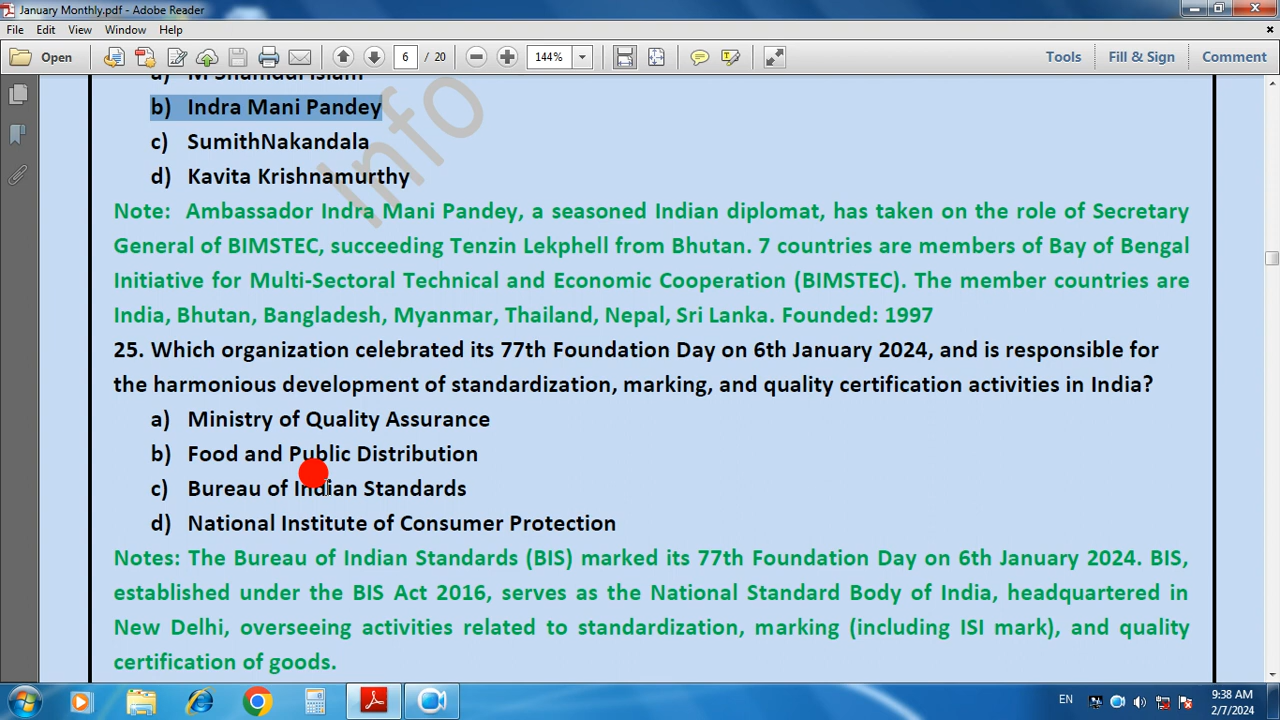 January Monthly.pdf - Adobe Reader
File Edit View Window Help
Open 6 / 20 144% Tools Fill & Sign Comment
a) M Shahidul Islam
b) Indra Mani Pandey
c) SumithNakandala
d) Kavita Krishnamurthy
Info
Note: Ambassador Indra Mani Pandey, a seasoned Indian diplomat, has taken on the role of Secretary
General of BIMSTEC, succeeding Tenzin Lekphell from Bhutan. 7 countries are members of Bay of Bengal
Initiative for Multi-Sectoral Technical and Economic Cooperation (BIMSTEC). The member countries are
India, Bhutan, Bangladesh, Myanmar, Thailand, Nepal, Sri Lanka. Founded: 1997
25. Which organization celebrated its 77th Foundation Day on 6th January 2024, and is responsible for
the harmonious development of standardization, marking, and quality certification activities in India?
a) Ministry of Quality Assurance
b) Food and Public Distribution
c) Bureau of Indian Standards
d) National Institute of Consumer Protection
Notes: The Bureau of Indian Standards (BIS) marked its 77th Foundation Day on 6th January 2024. BIS,
established under the BIS Act 2016, serves as the National Standard Body of India, headquartered in
New Delhi, overseeing activities related to standardization, marking (including ISI mark), and quality
certification of goods.
EN 9:38 AM
2/7/2024